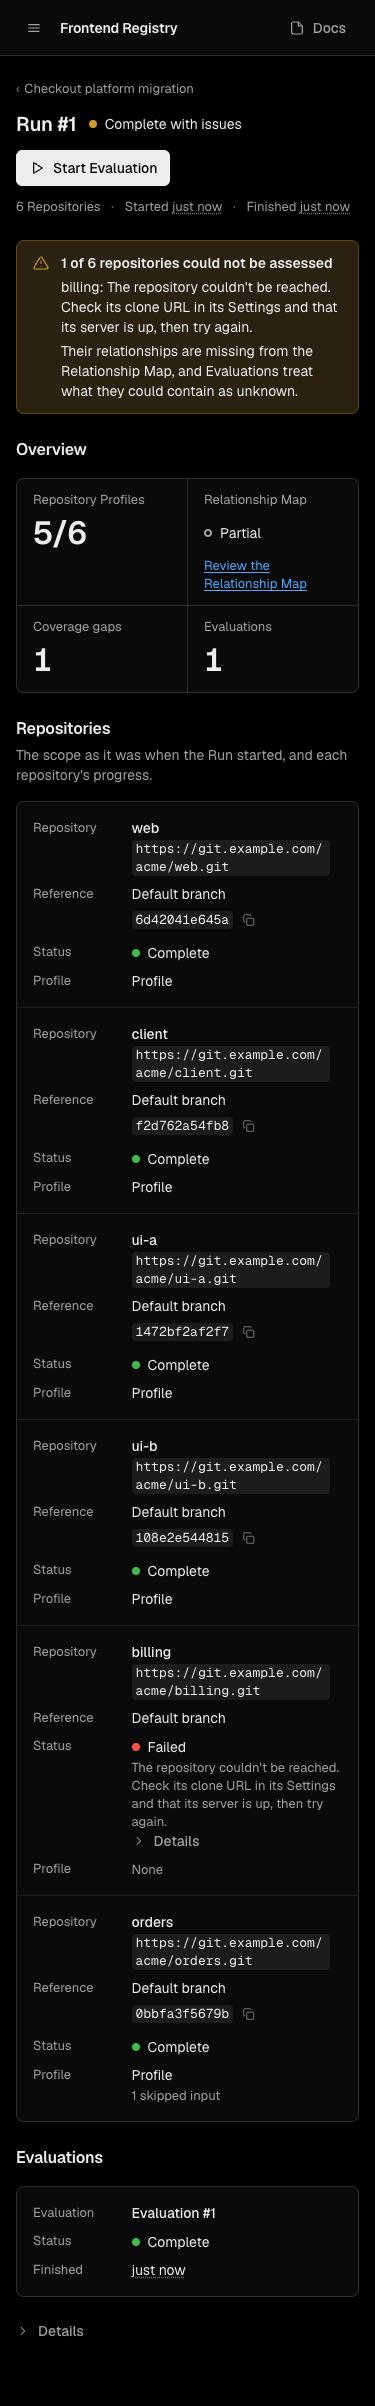 Frontend Registry
Docs
‹ Checkout platform migration
Run #1
Complete with issues
Start Evaluation
6 Repositories · Started just now · Finished just now
1 of 6 repositories could not be assessed
billing: The repository couldn't be reached.
Check its clone URL in its Settings and that
its server is up, then try again.
Their relationships are missing from the
Relationship Map, and Evaluations treat
what they could contain as unknown.
Overview
Repository Profiles
5/6
Relationship Map
Partial
Review the
Relationship Map
Coverage gaps
1
Evaluations
1
Repositories
The scope as it was when the Run started, and each
repository's progress.
Repository web
https://git.example.com/
acme/web.git
Reference Default branch
6d42041e645a
Status Complete
Profile Profile
Repository client
https://git.example.com/
acme/client.git
Reference Default branch
f2d762a54fb8
Status Complete
Profile Profile
Repository ui-a
https://git.example.com/
acme/ui-a.git
Reference Default branch
1472bf2af2f7
Status Complete
Profile Profile
Repository ui-b
https://git.example.com/
acme/ui-b.git
Reference Default branch
108e2e544815
Status Complete
Profile Profile
Repository billing
https://git.example.com/
acme/billing.git
Reference Default branch
Status Failed
The repository couldn't be reached.
Check its clone URL in its Settings
and that its server is up, then try
again.
Details
Profile None
Repository orders
https://git.example.com/
acme/orders.git
Reference Default branch
0bbfa3f5679b
Status Complete
Profile Profile
1 skipped input
Evaluations
Evaluation Evaluation #1
Status Complete
Finished just now
Details